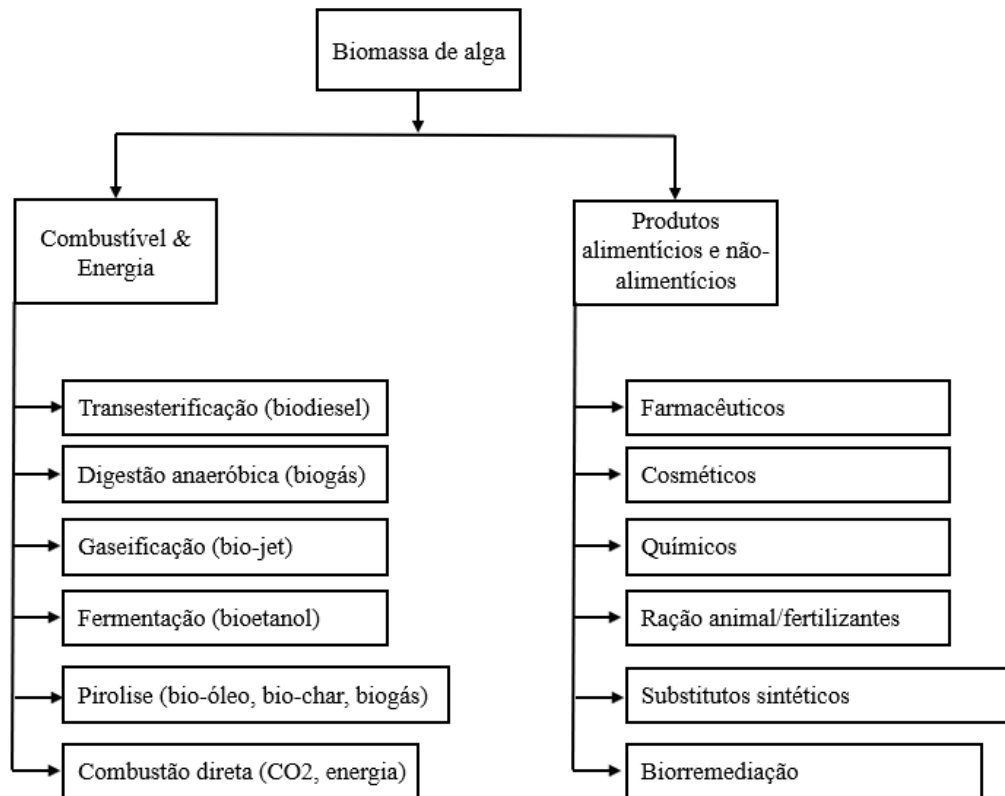 Biomassa de alga
Combustível &
Energia
Transesterificação (biodiesel)
Digestão anaeróbica (biogás)
Gaseificação (bio-jet)
Fermentação (bioetanol)
Pirolise (bio-óleo, bio-char, biogás)
Combustão direta (CO2, energia)
Produtos
alimentícios e não-
alimentícios
Farmacêuticos
Cosméticos
Químicos
Ração animal/fertilizantes
Substitutos sintéticos
Biorremediação